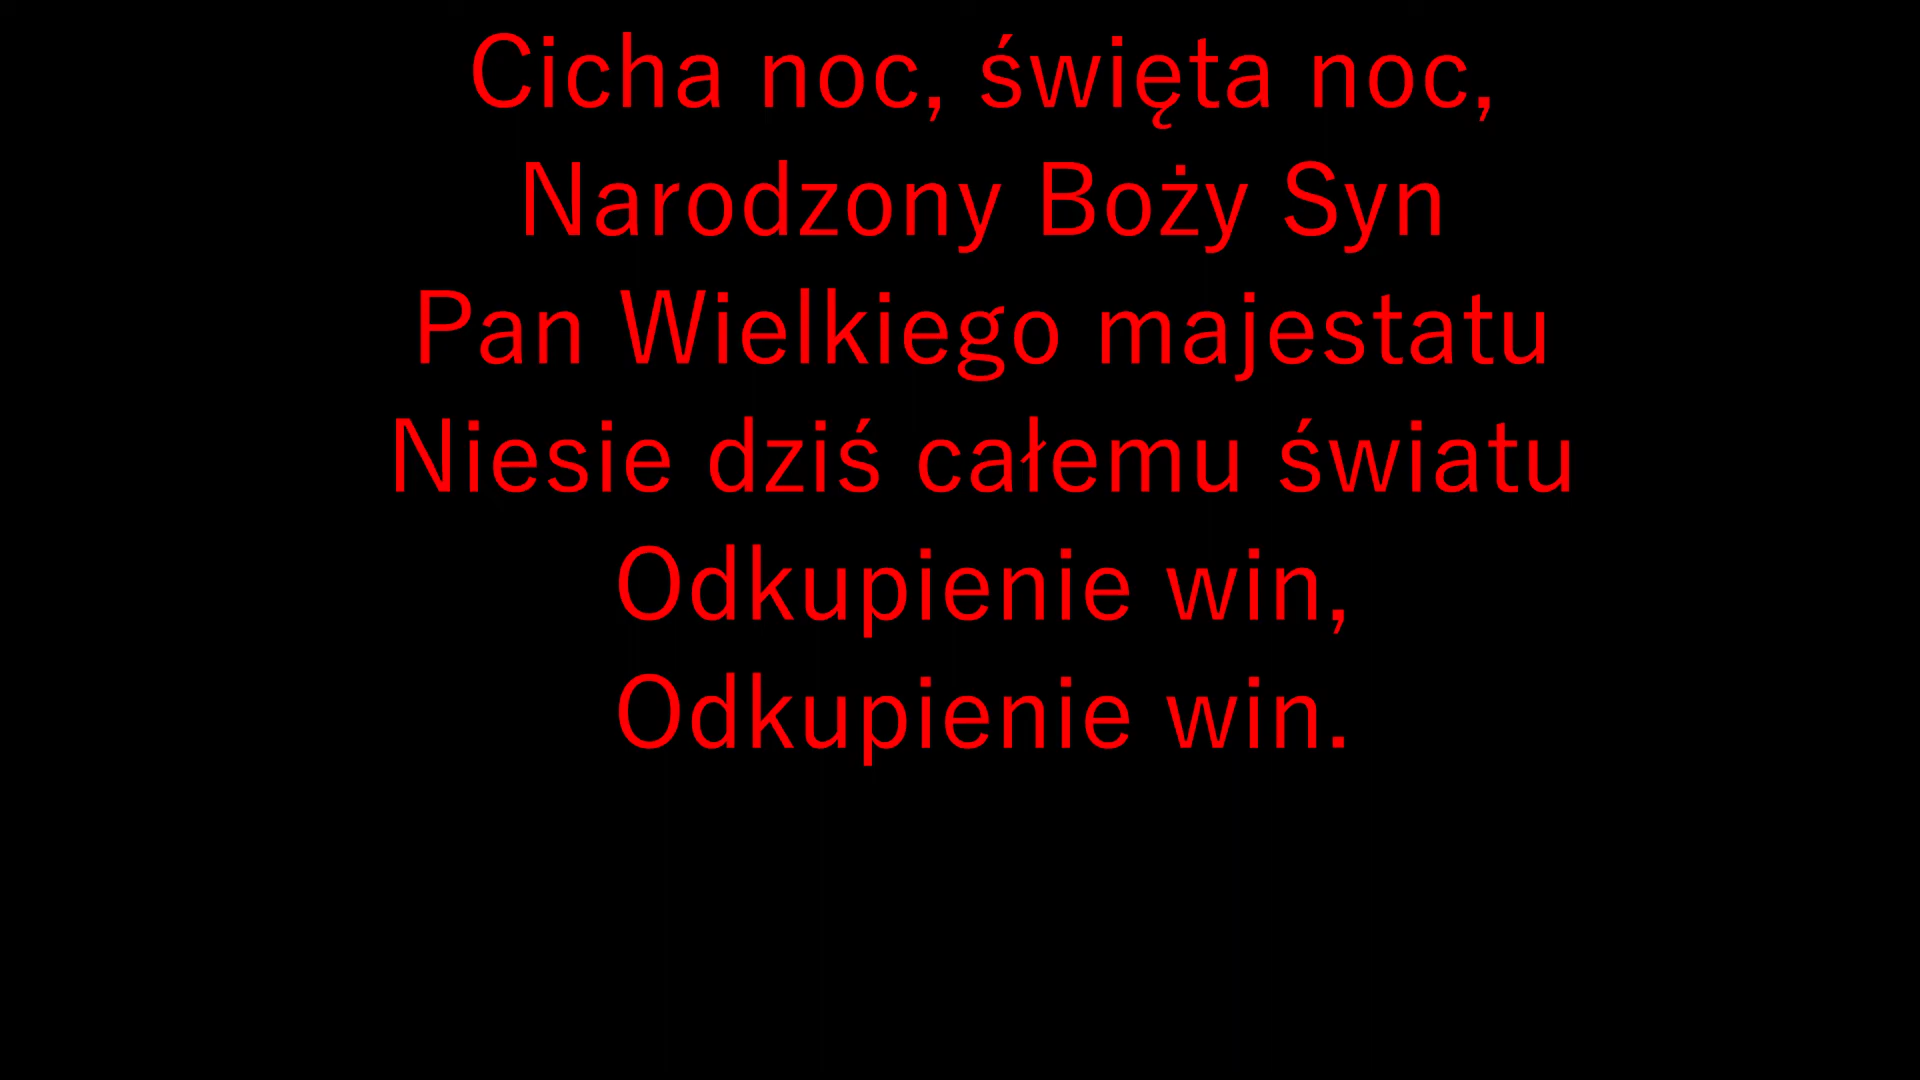 Cicha noc, święta noc,
Narodzony Boży Syn
Pan Wielkiego majestatu
Niesie dziś całemu światu
Odkupienie win,
Odkupienie win.